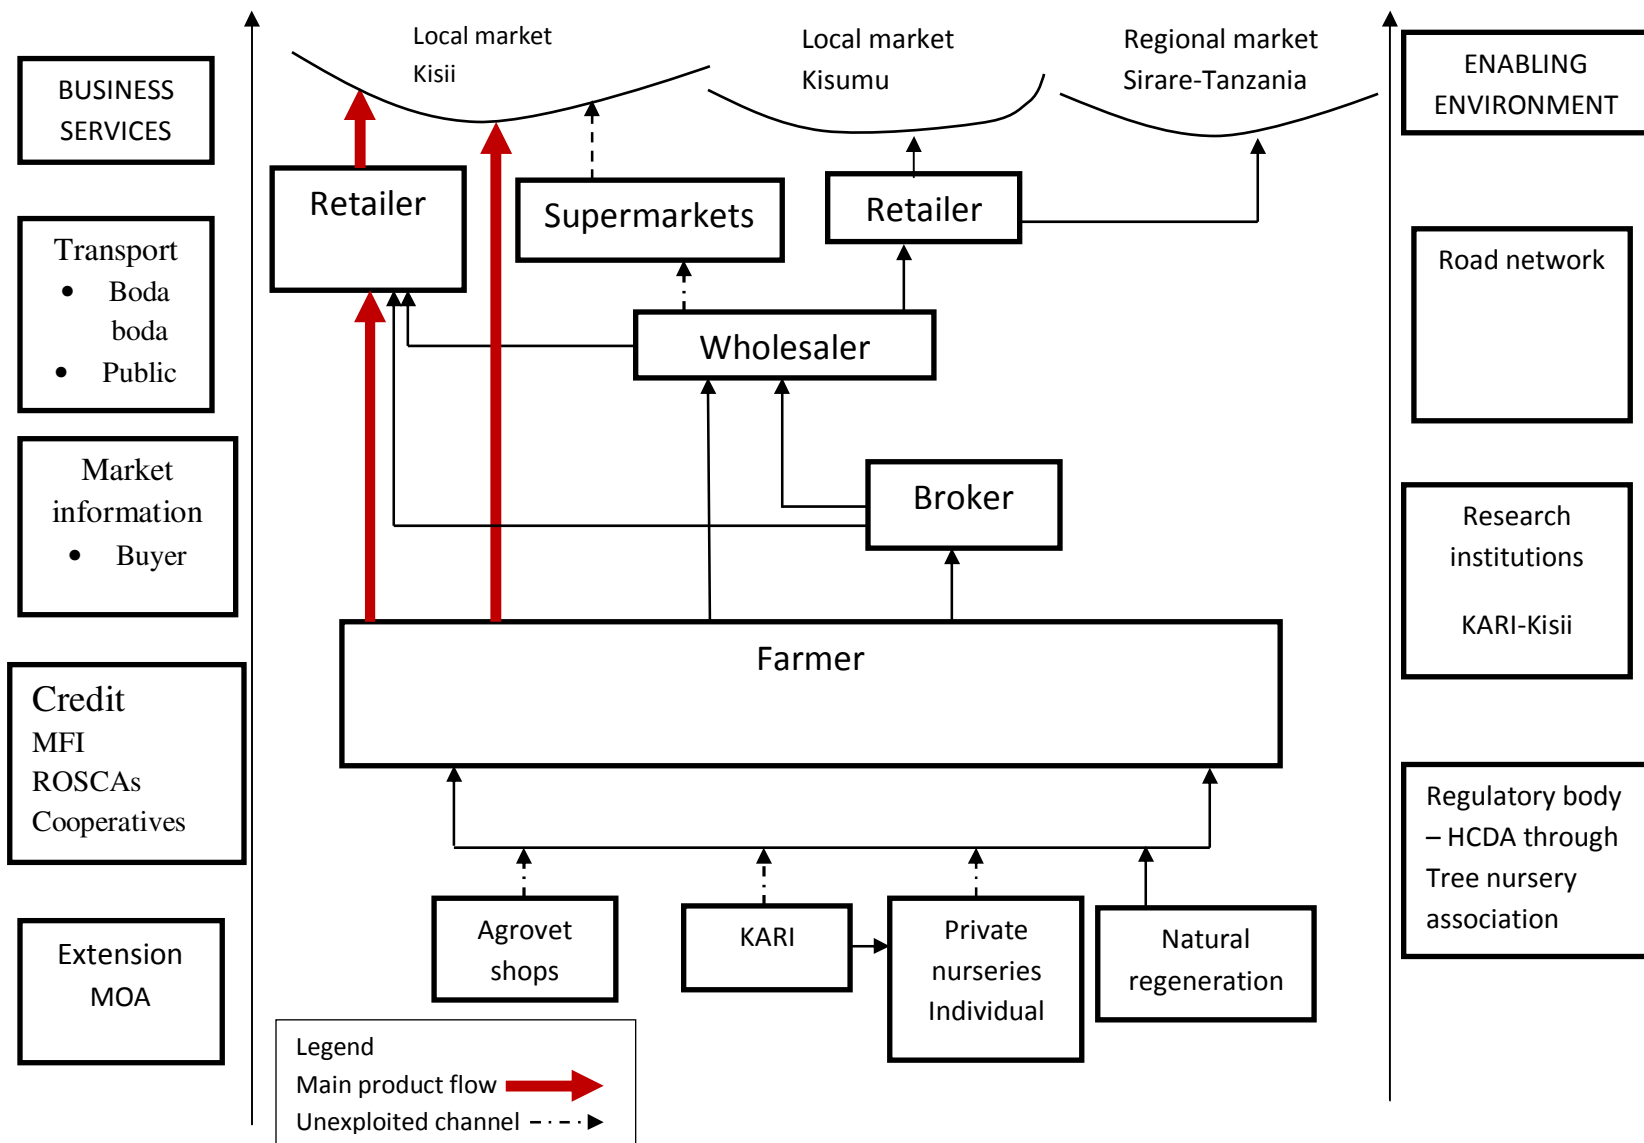 Local market
Kisii
Local market
Kisumu
Regional market
Sirare-Tanzania
BUSINESS
SERVICES
ENABLING
ENVIRONMENT
Retailer
Supermarkets
Retailer
Transport
• Boda
boda
• Public
Road network
Wholesaler
Market
information
• Buyer
Broker
Research
institutions
KARI-Kisii
Farmer
Credit
MFI
ROSCAs
Cooperatives
Regulatory body
– HCDA through
Tree nursery
association
Extension
MOA
Agrovet
shops
KARI
Private
nurseries
Individual
Natural
regeneration
Legend
Main product flow
Unexploited channel